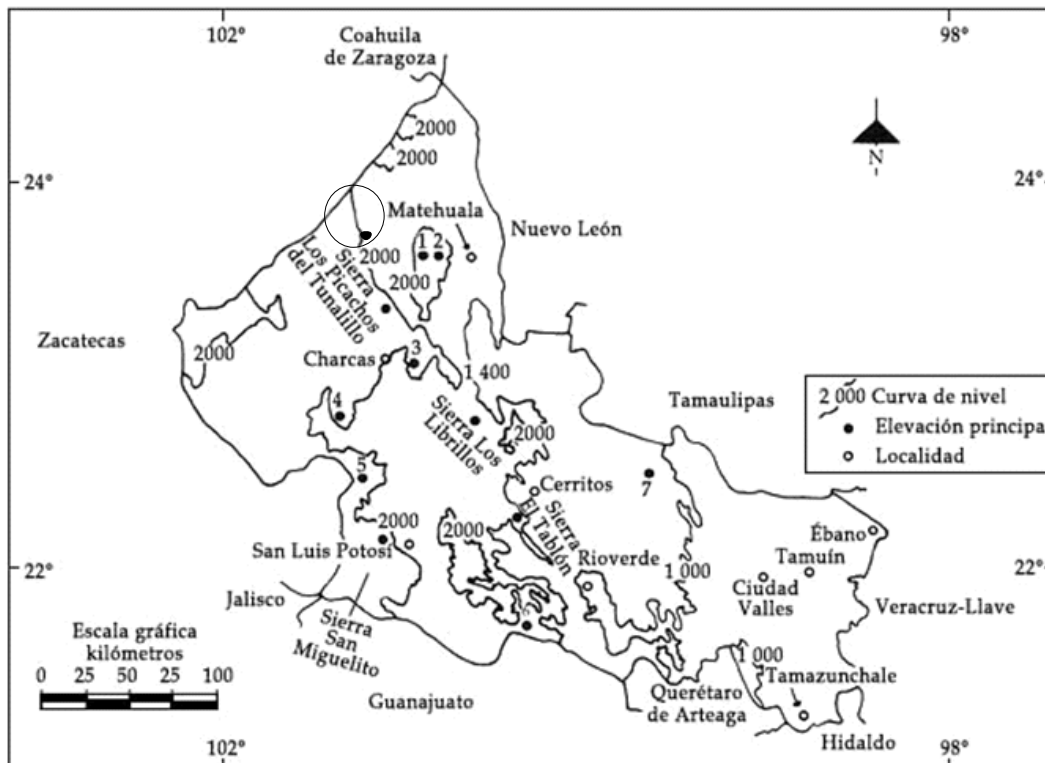 102°
98°
Coahuila
de Zaragoza
2000
2000
24°
24°
N
Matehuala
Nuevo León
2000
1 2
2000
Sierra
Los Picachos
del Tunalillo
Zacatecas
2000
Charcas
3
1 400
4
Sierra Los
Librillos
2000
Tamaulipas
2 000 Curva de nivel
Elevación principa
Localidad
5
Cerritos
7
2000
2000
Sierra
El Tablón
San Luis Potosí
Rioverde
1 000
Ébano
Tamuín
Ciudad
Valles
22°
22°
Jalisco
Veracruz-Llave
Sierra
San
Miguelito
6
Escala gráfica
kilómetros
0 25 50 25 100
1 000
Tamazunchale
Guanajuato
Querétaro
de Arteaga
Hidaldo
102°
98°